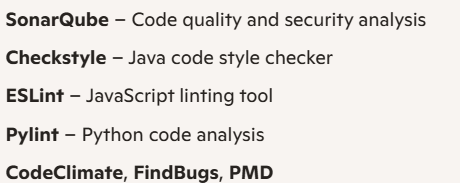 SonarQube – Code quality and security analysis
Checkstyle – Java code style checker
ESLint – JavaScript linting tool
Pylint – Python code analysis
CodeClimate, FindBugs, PMD